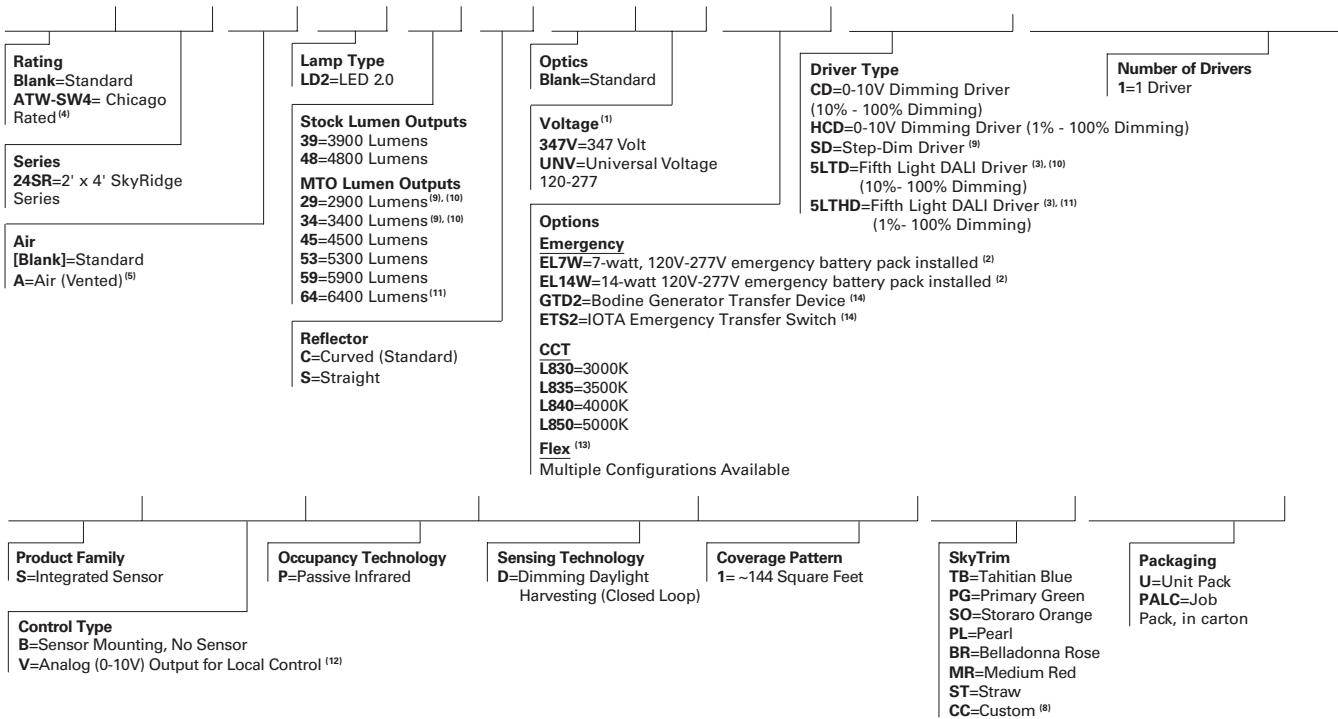 Rating
Blank=Standard
ATW-SW4= Chicago
Rated (4)
Series
24SR=2' x 4' SkyRidge
Series
Air
[Blank]=Standard
A=Air (Vented) (5)
Lamp Type
LD2=LED 2.0
Stock Lumen Outputs
39=3900 Lumens
48=4800 Lumens
MTO Lumen Outputs
29=2900 Lumens (9), (10)
34=3400 Lumens (9), (10)
45=4500 Lumens
53=5300 Lumens
59=5900 Lumens
64=6400 Lumens (11)
Reflector
C=Curved (Standard)
S=Straight
Optics
Blank=Standard
Voltage (1)
347V=347 Volt
UNV=Universal Voltage
120-277
Options
Emergency
EL7W=7-watt, 120V-277V emergency battery pack installed (2)
EL14W=14-watt 120V-277V emergency battery pack installed (2)
GTD2=Bodine Generator Transfer Device (14)
ETS2=IOTA Emergency Transfer Switch (14)
CCT
L830=3000K
L835=3500K
L840=4000K
L850=5000K
Flex (13)
Multiple Configurations Available
Driver Type
CD=0-10V Dimming Driver
(10% - 100% Dimming)
HCD=0-10V Dimming Driver (1% - 100% Dimming)
SD=Step-Dim Driver (9)
5LTD=Fifth Light DALI Driver (3), (10)
(10%- 100% Dimming)
5LTHD=Fifth Light DALI Driver (3), (11)
(1%- 100% Dimming)
Number of Drivers
1=1 Driver
Product Family
S=Integrated Sensor
Control Type
B=Sensor Mounting, No Sensor
V=Analog (0-10V) Output for Local Control (12)
Occupancy Technology
P=Passive Infrared
Sensing Technology
D=Dimming Daylight
Harvesting (Closed Loop)
Coverage Pattern
1= ~144 Square Feet
SkyTrim
TB=Tahitian Blue
PG=Primary Green
SO=Storaro Orange
PL=Pearl
BR=Belladonna Rose
MR=Medium Red
ST=Straw
CC=Custom (8)
Packaging
U=Unit Pack
PALC=Job
Pack, in carton